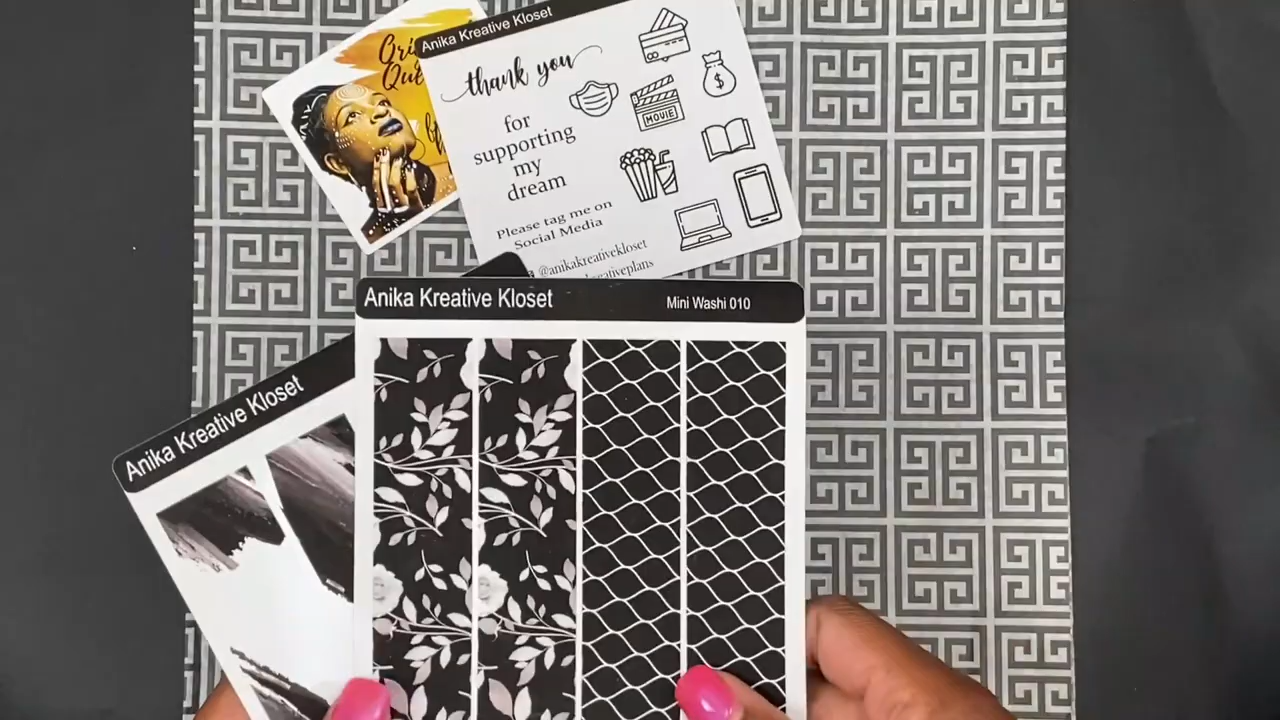 Anika Kreative Kloset
thank you
for
supporting
my
dream
MOVIE
$
Please tag me on
Social Media
@anikakreativekloset
Anika Kreative Kloset
Mini Washi 010
Anika Kreative Kloset